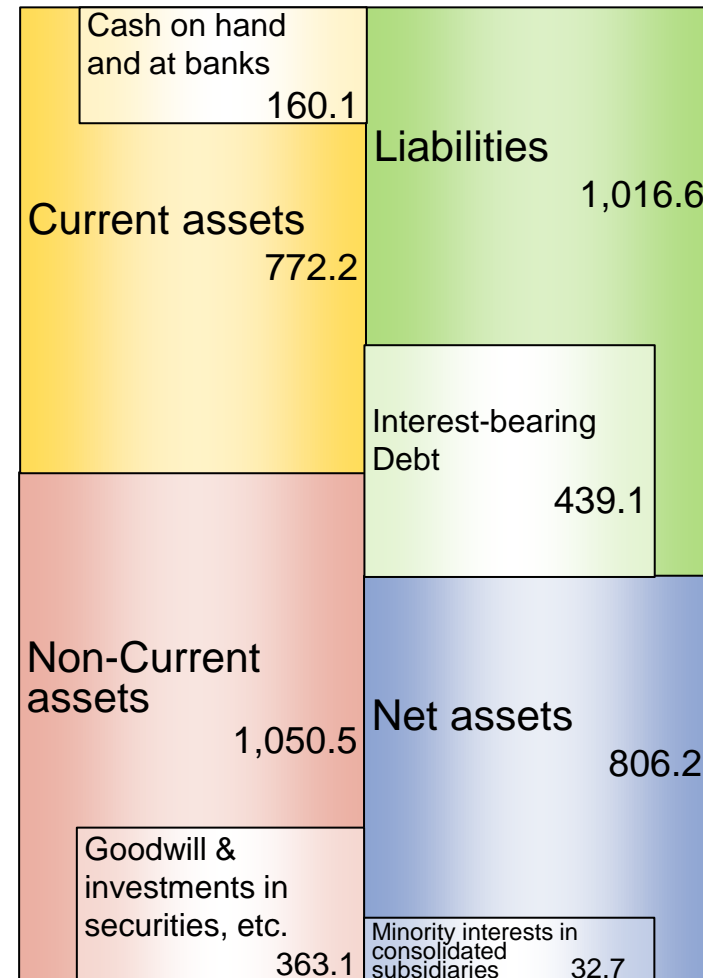 Cash on hand
and at banks
160.1
Current assets
772.2
Non-Current
assets
1,050.5
Goodwill &
investments in
securities, etc.
363.1
Liabilities
1,016.6
Interest-bearing
Debt
439.1
Net assets
806.2
Minority interests in
consolidated
subsidiaries 32.7